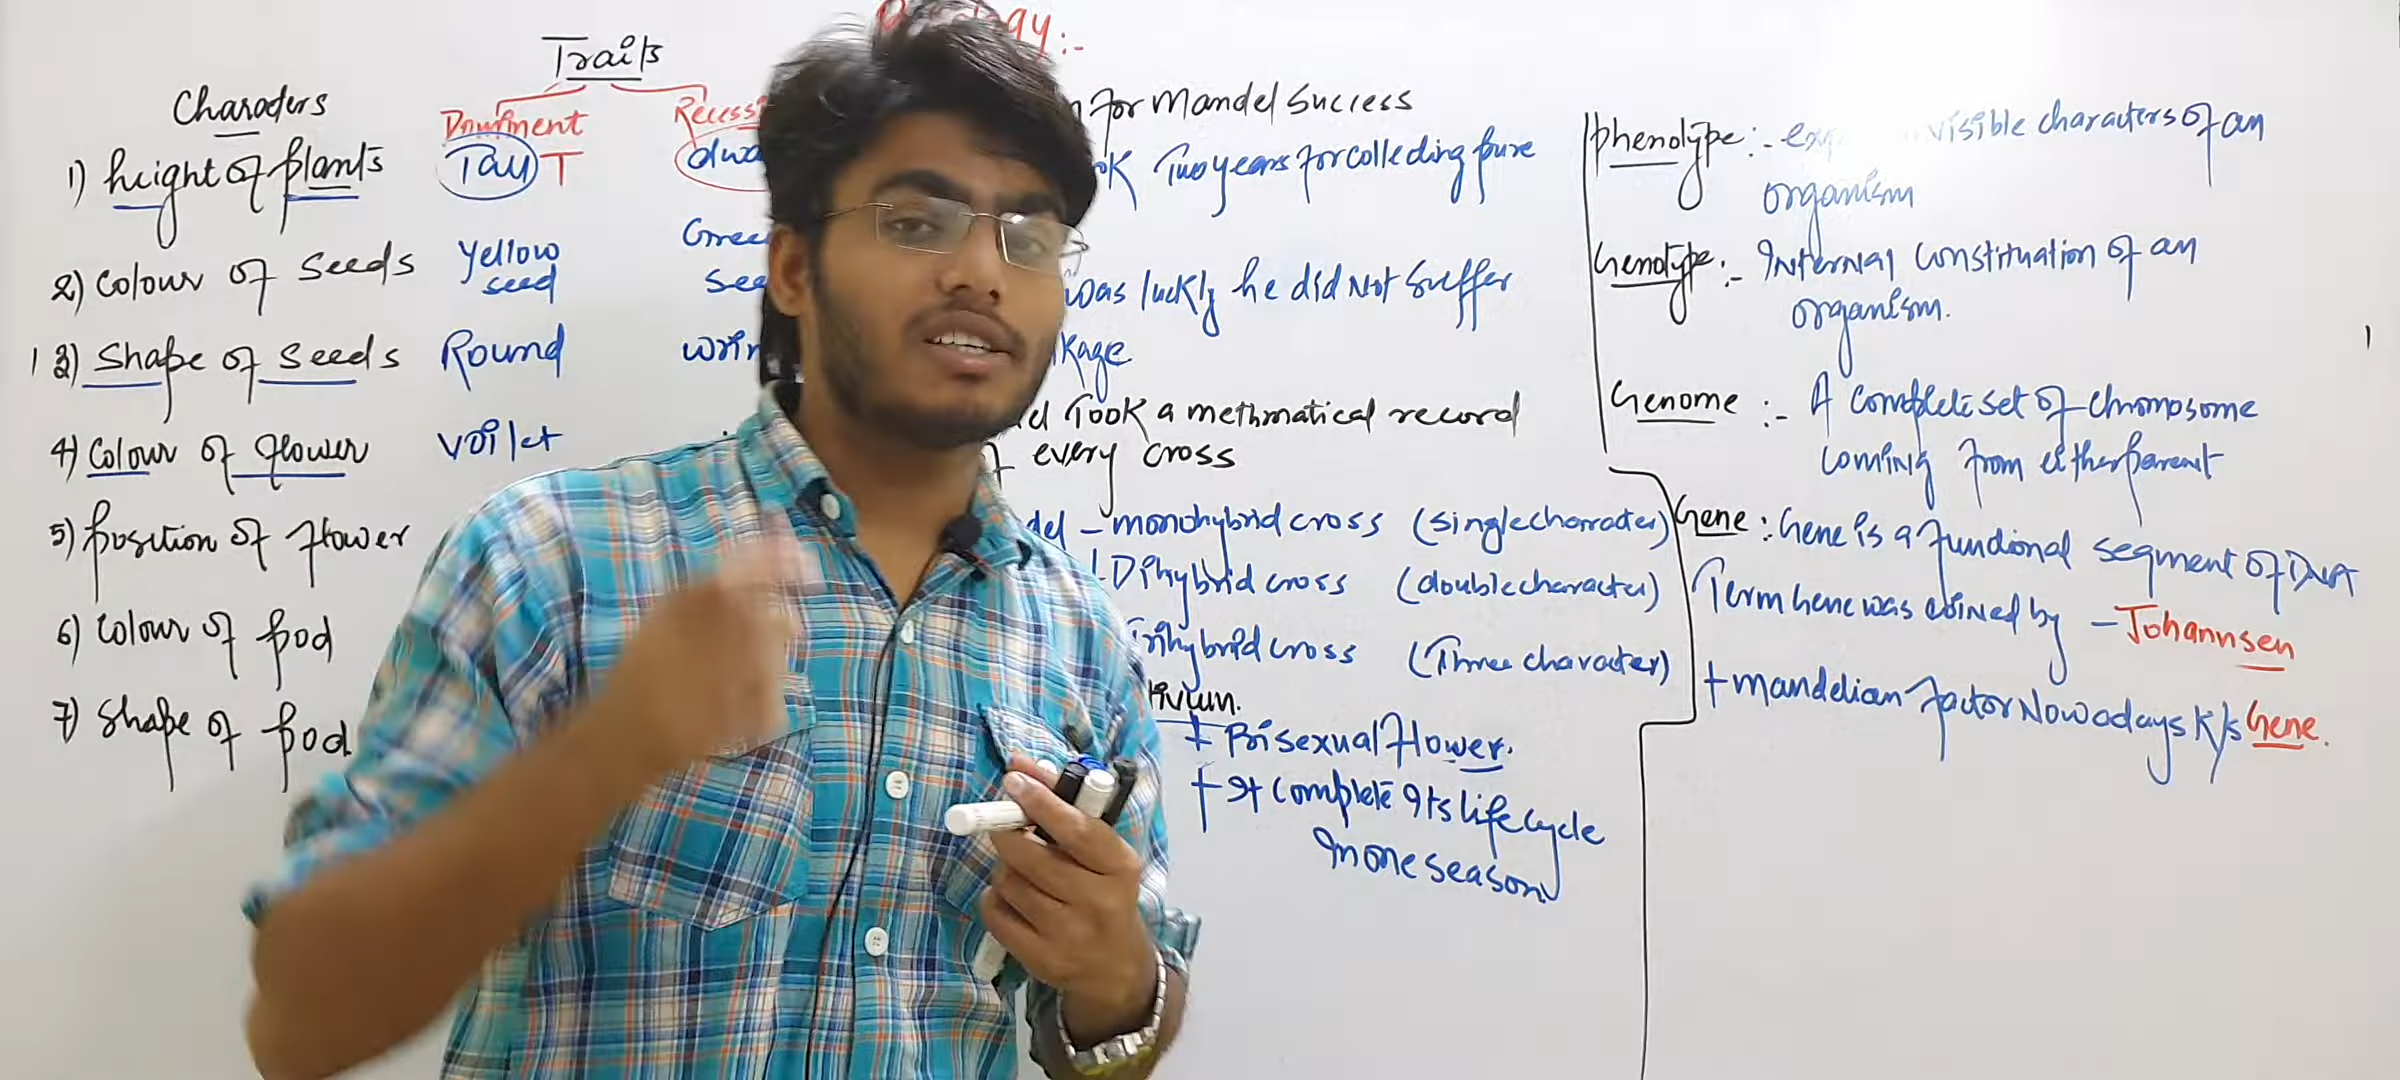 Traits
Characters
Dominent
1) height of plants Tall T
2) Colour of Seeds Yellow
seed
3) Shape of Seeds Round
4) Colour of flower Voilet
5) position of flower
6) Colour of pod
7) Shape of pod
for Mandel Sucress
Two years for collecting pure
was luckly he did Not Suffer
Took a methmatical record
every cross
– monohybrid cross (single charracter)
Dihybrid cross (double character)
Trihybrid cross (Three character)
+ Bisexual flower.
+ It complete Its life cycle
In one season
phenotype :- visible characters of an
organism
Genotype :- Internal Constituation of an
organism.
Genome :- A complete set of chromosome
coming from either parent
Gene : Gene is a functional segment of DNA
Term Gene was coined by – Johannsen
+ mandelian factor Nowadays K/s Gene.